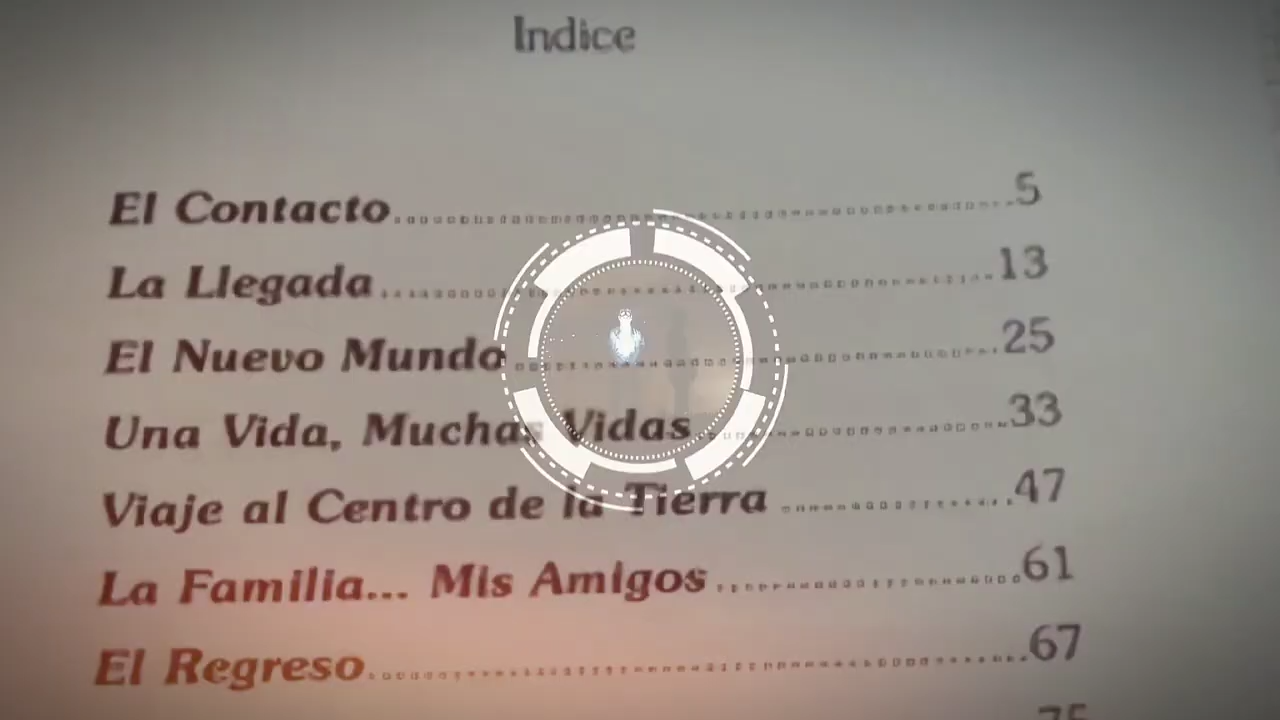 Indice
El Contacto 5
La Llegada 13
El Nuevo Mundo 25
Una Vida, Muchas Vidas 33
Viaje al Centro de la Tierra 47
La Familia... Mis Amigos 61
El Regreso 67
75